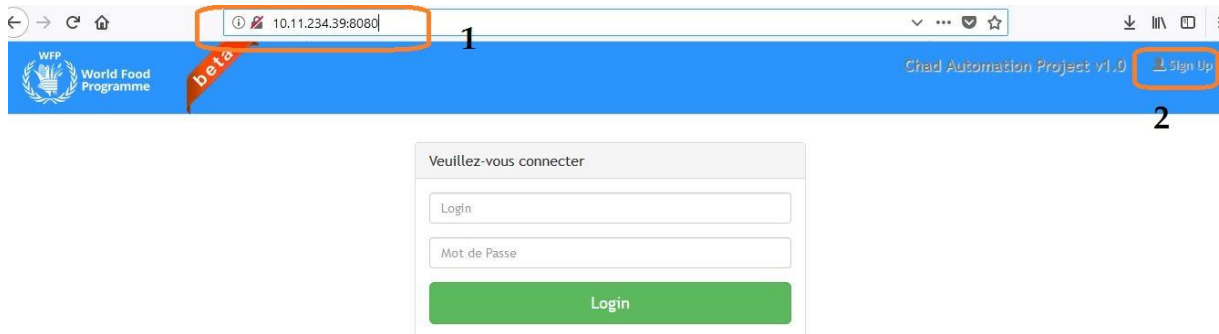 10.11.234.39:8080
1
WFP
World Food
Programme
beta
Chad Automation Project v1.0
Sign Up
2
Veuillez-vous connecter
Login
Mot de Passe
Login